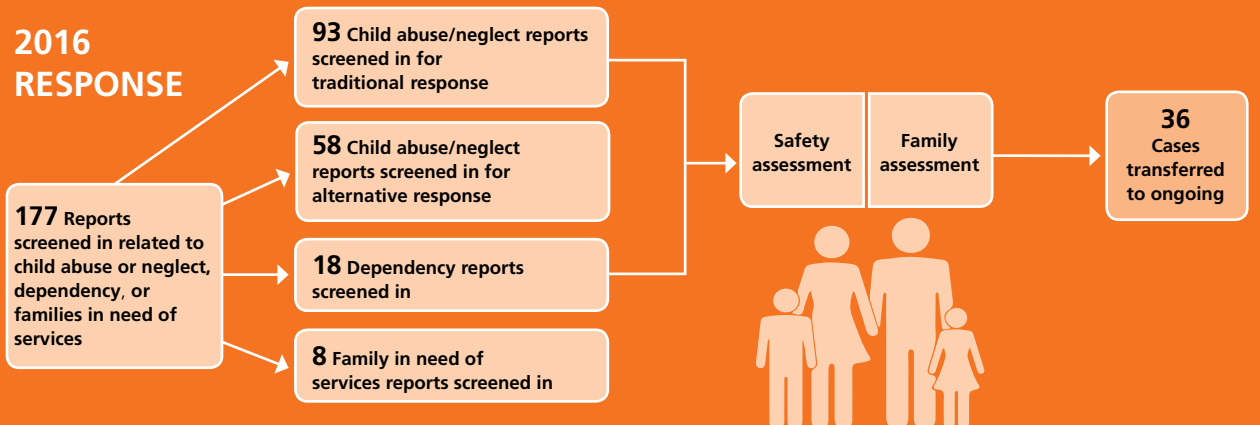 2016
RESPONSE
177 Reports
screened in related to
child abuse or neglect,
dependency, or
families in need of
services
93 Child abuse/neglect reports
screened in for
traditional response
58 Child abuse/neglect
reports screened in for
alternative response
18 Dependency reports
screened in
8 Family in need of
services reports screened in
Safety
assessment
Family
assessment
36
Cases
transferred
to ongoing